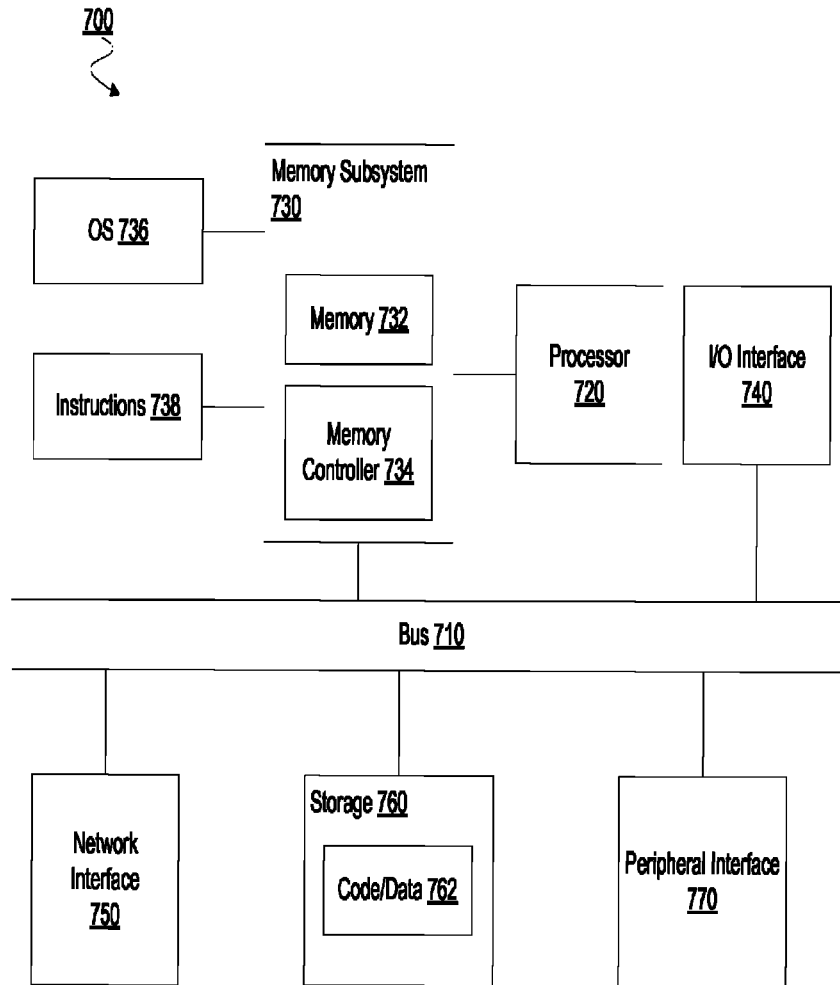 700
Memory Subsystem
730
OS 736
Memory 732
Processor
720
I/O Interface
740
Instructions 738
Memory
Controller 734
Bus 710
Network
Interface
750
Storage 760
Code/Data 762
Peripheral Interface
770